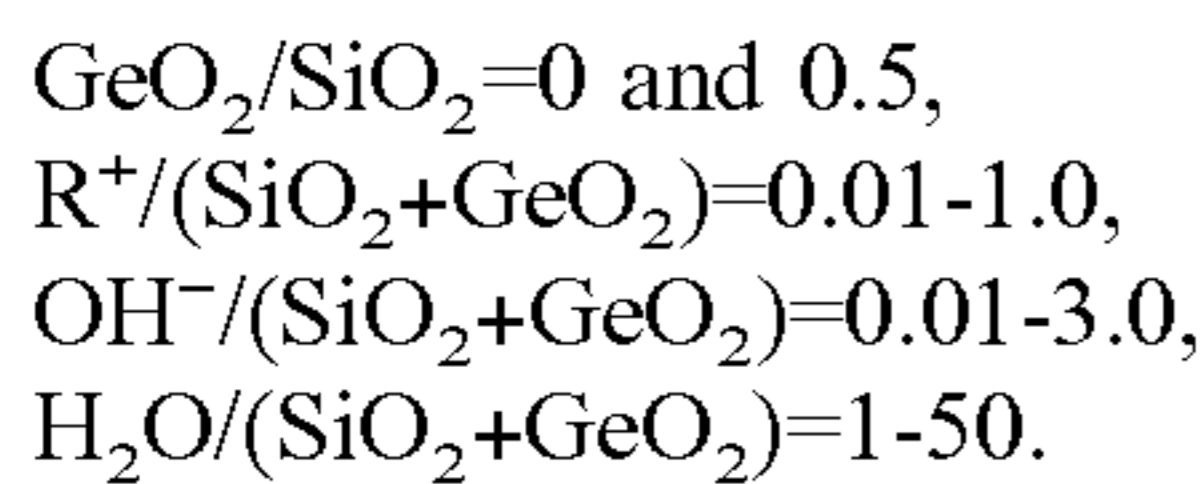 GeO₂/SiO₂=0 and 0.5,
R⁺/(SiO₂+GeO₂)=0.01-1.0,
OH⁻/(SiO₂+GeO₂)=0.01-3.0,
H₂O/(SiO₂+GeO₂)=1-50.